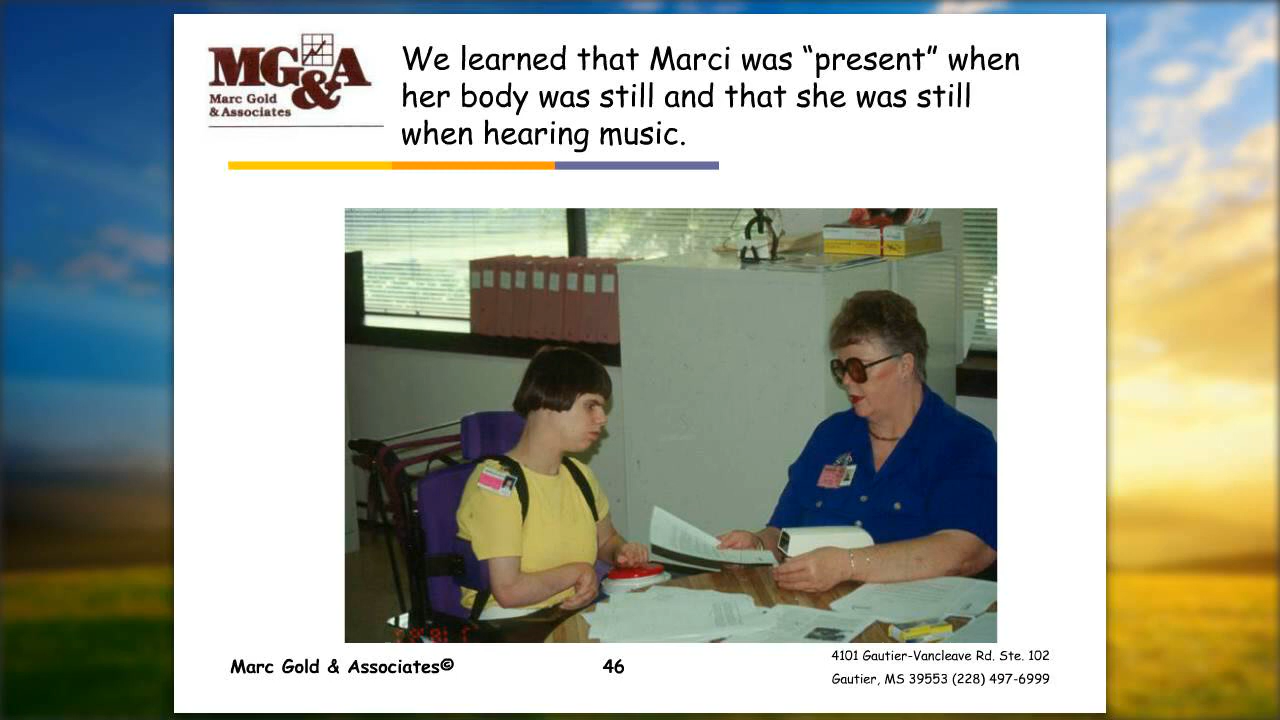 MG&A
Marc Gold
& Associates
We learned that Marci was “present” when
her body was still and that she was still
when hearing music.
Marc Gold & Associates©
46
4101 Gautier-Vancleave Rd. Ste. 102
Gautier, MS 39553 (228) 497-6999